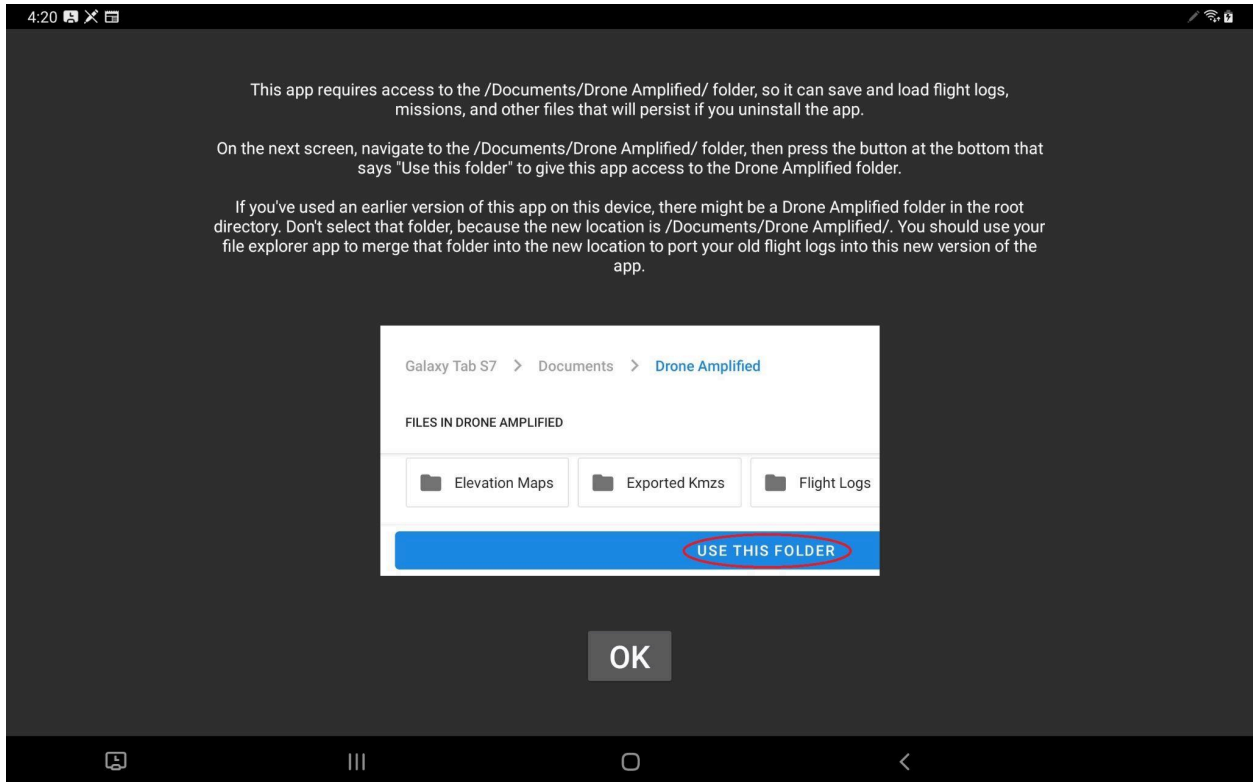 4:20
This app requires access to the /Documents/Drone Amplified/ folder, so it can save and load flight logs,
missions, and other files that will persist if you uninstall the app.
On the next screen, navigate to the /Documents/Drone Amplified/ folder, then press the button at the bottom that
says "Use this folder" to give this app access to the Drone Amplified folder.
If you've used an earlier version of this app on this device, there might be a Drone Amplified folder in the root
directory. Don't select that folder, because the new location is /Documents/Drone Amplified/. You should use your
file explorer app to merge that folder into the new location to port your old flight logs into this new version of the
app.
Galaxy Tab S7 > Documents > Drone Amplified
FILES IN DRONE AMPLIFIED
Elevation Maps Exported Kmzs Flight Logs
USE THIS FOLDER
OK